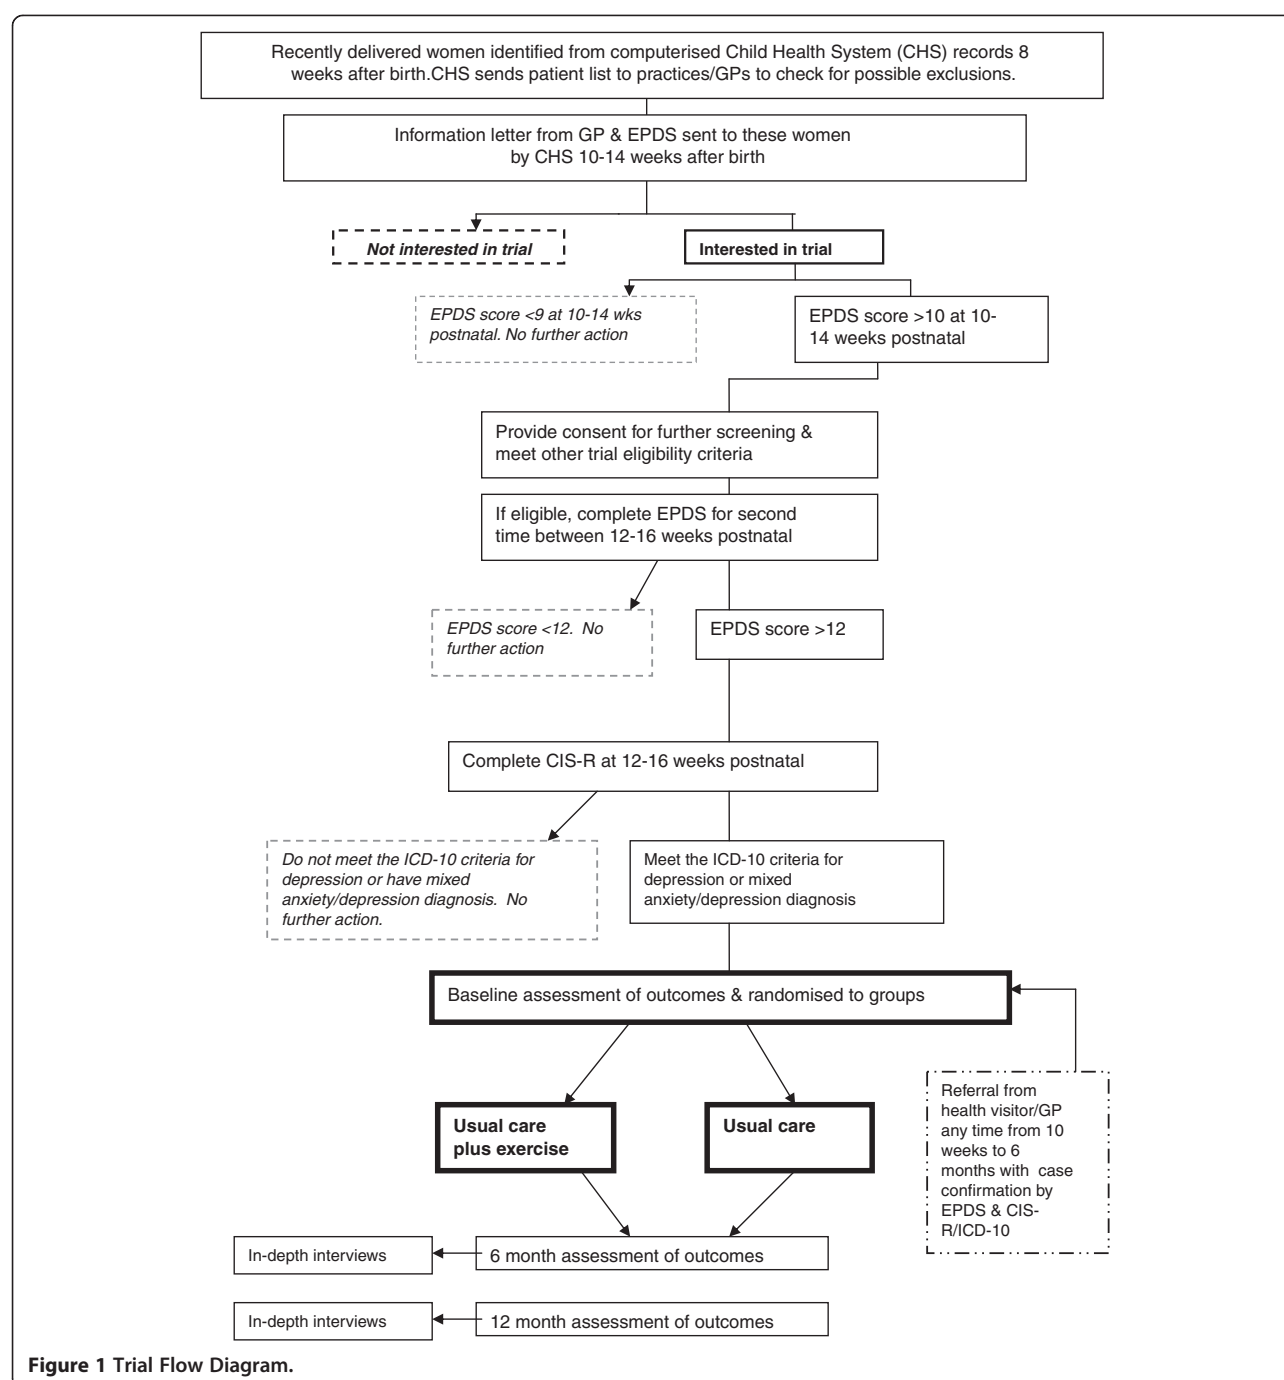 Recently delivered women identified from computerised Child Health System (CHS) records 8
weeks after birth.CHS sends patient list to practices/GPs to check for possible exclusions.
Information letter from GP & EPDS sent to these women
by CHS 10-14 weeks after birth
Not interested in trial
Interested in trial
EPDS score <9 at 10-14 wks
postnatal. No further action
EPDS score >10 at 10-
14 weeks postnatal
Provide consent for further screening &
meet other trial eligibility criteria
If eligible, complete EPDS for second
time between 12-16 weeks postnatal
EPDS score <12. No
further action
EPDS score >12
Complete CIS-R at 12-16 weeks postnatal
Do not meet the ICD-10 criteria for
depression or have mixed
anxiety/depression diagnosis. No
further action.
Meet the ICD-10 criteria for
depression or mixed
anxiety/depression diagnosis
Baseline assessment of outcomes & randomised to groups
Usual care
plus exercise
Usual care
Referral from
health visitor/GP
any time from 10
weeks to 6
months with case
confirmation by
EPDS & CIS-
R/ICD-10
In-depth interviews
6 month assessment of outcomes
In-depth interviews
12 month assessment of outcomes
Figure 1 Trial Flow Diagram.